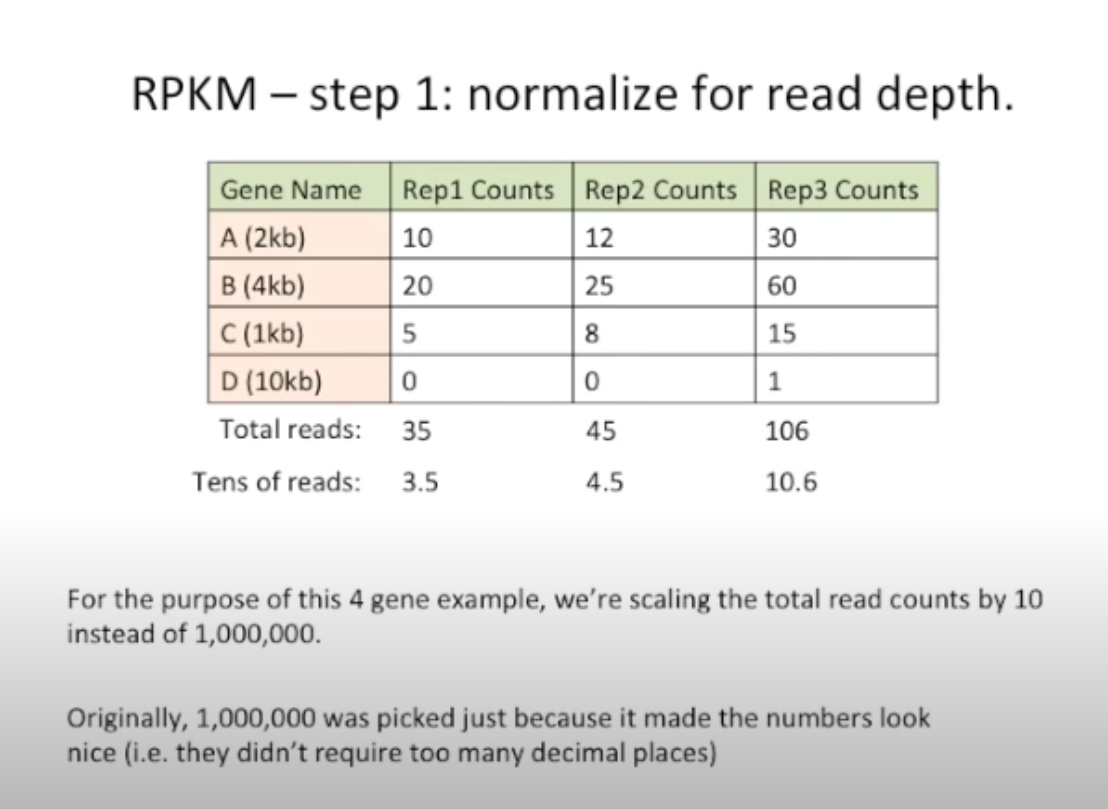 RPKM – step 1: normalize for read depth.
Gene Name Rep1 Counts Rep2 Counts Rep3 Counts
A (2kb) 10 12 30
B (4kb) 20 25 60
C (1kb) 5 8 15
D (10kb) 0 0 1
Total reads: 35 45 106
Tens of reads: 3.5 4.5 10.6
For the purpose of this 4 gene example, we’re scaling the total read counts by 10
instead of 1,000,000.
Originally, 1,000,000 was picked just because it made the numbers look
nice (i.e. they didn’t require too many decimal places)